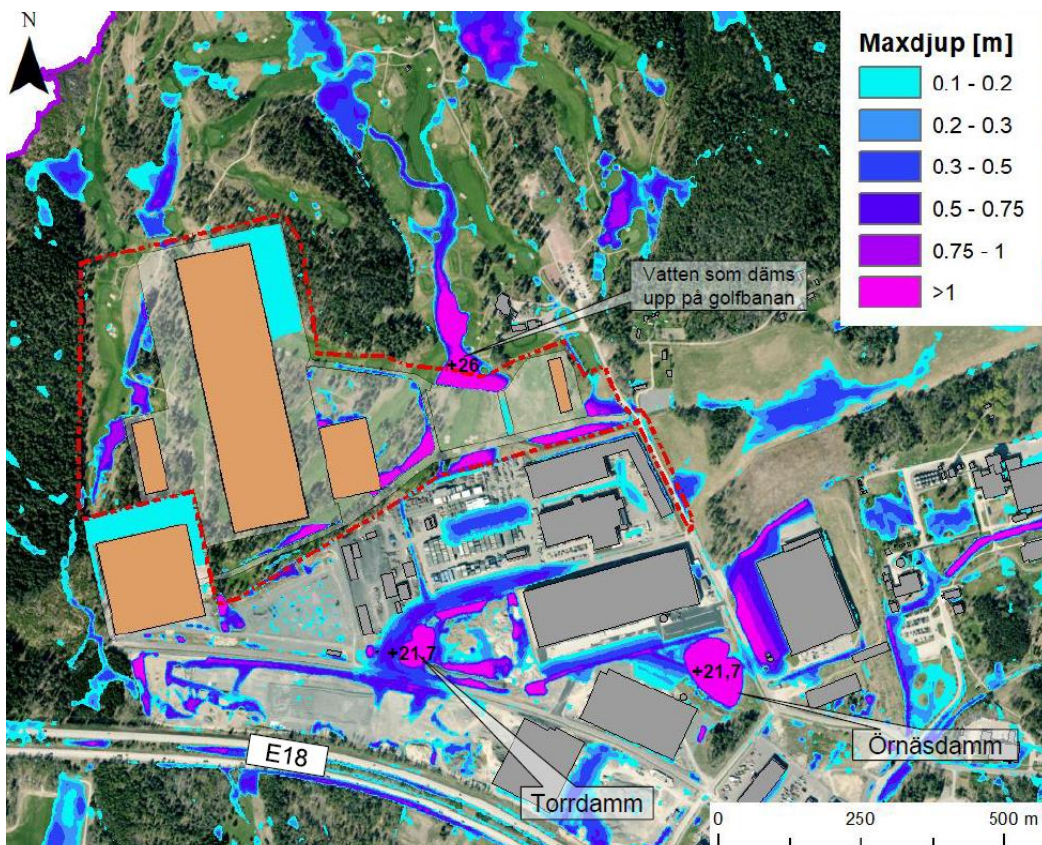 N
Maxdjup [m]
0.1 - 0.2
0.2 - 0.3
0.3 - 0.5
0.5 - 0.75
0.75 - 1
>1
Vatten som däms
upp på golfbanan
+26
+21,7
+21,7
Örnäsdamm
E18
Torrdamm
0 250 500 m